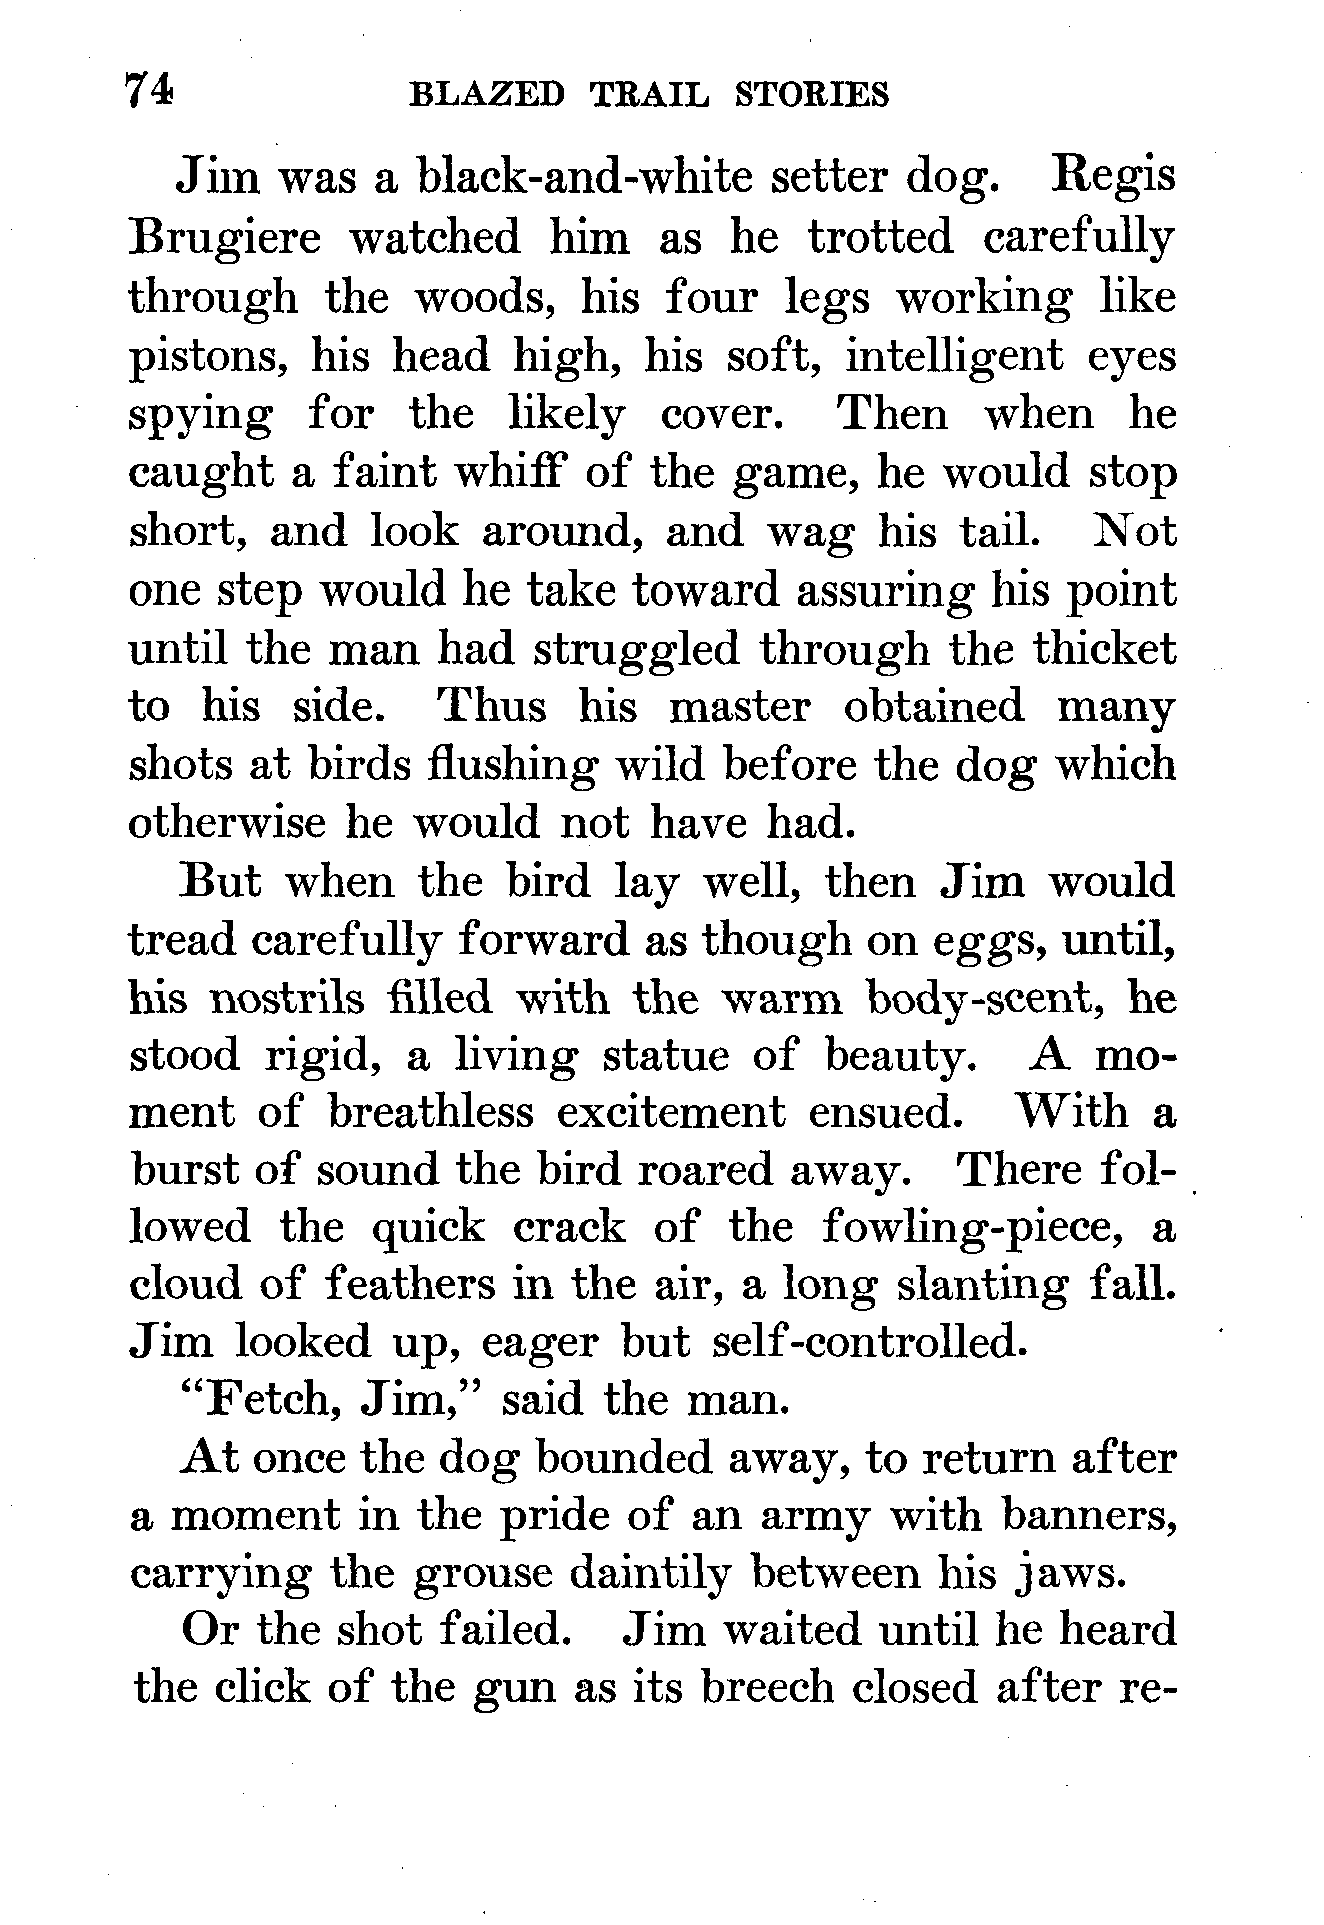 74 BLAZED TRAIL STORIES
Jim was a black-and-white setter dog. Regis
Brugiere watched him as he trotted carefully
through the woods, his four legs working like
pistons, his head high, his soft, intelligent eyes
spying for the likely cover. Then when he
caught a faint whiff of the game, he would stop
short, and look around, and wag his tail. Not
one step would he take toward assuring his point
until the man had struggled through the thicket
to his side. Thus his master obtained many
shots at birds flushing wild before the dog which
otherwise he would not have had.
But when the bird lay well, then Jim would
tread carefully forward as though on eggs, until,
his nostrils filled with the warm body-scent, he
stood rigid, a living statue of beauty. A mo-
ment of breathless excitement ensued. With a
burst of sound the bird roared away. There fol-
lowed the quick crack of the fowling-piece, a
cloud of feathers in the air, a long slanting fall.
Jim looked up, eager but self-controlled.
“Fetch, Jim,” said the man.
At once the dog bounded away, to return after
a moment in the pride of an army with banners,
carrying the grouse daintily between his jaws.
Or the shot failed. Jim waited until he heard
the click of the gun as its breech closed after re-